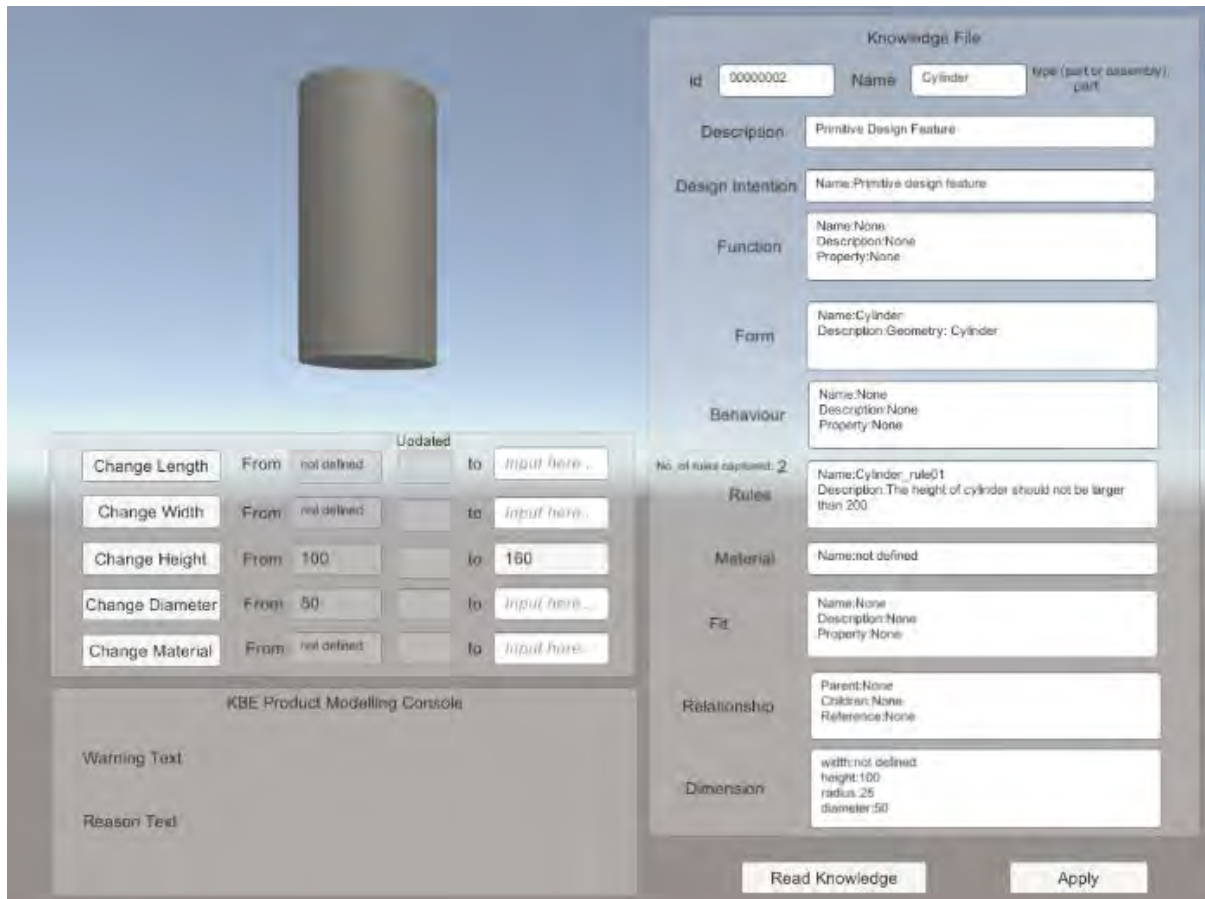 Knowledge File
id 00000002 Name Cylinder type (part or assembly):
part
Description Primitive Design Feature
Design Intention Name:Primitive design feature
Function
Name:None
Description:None
Property:None
Form
Name:Cylinder
Description:Geometry: Cylinder
Behaviour
Name:None
Description:None
Property:None
No. of rules captured: 2
Rules
Name:Cylinder_rule01
Description:The height of cylinder should not be larger
than 200
Material Name:not defined
Fit
Name:None
Description:None
Property:None
Relationship
Parent:None
Children:None
Reference:None
Dimension
width:not defined
height:100
radius:25
diameter:50
Read Knowledge Apply
Updated
Change Length From not defined to Input here...
Change Width From not defined to Input here...
Change Height From 100 to 160
Change Diameter From 50 to Input here...
Change Material From not defined to Input here...
KBE Product Modelling Console
Warning Text
Reason Text